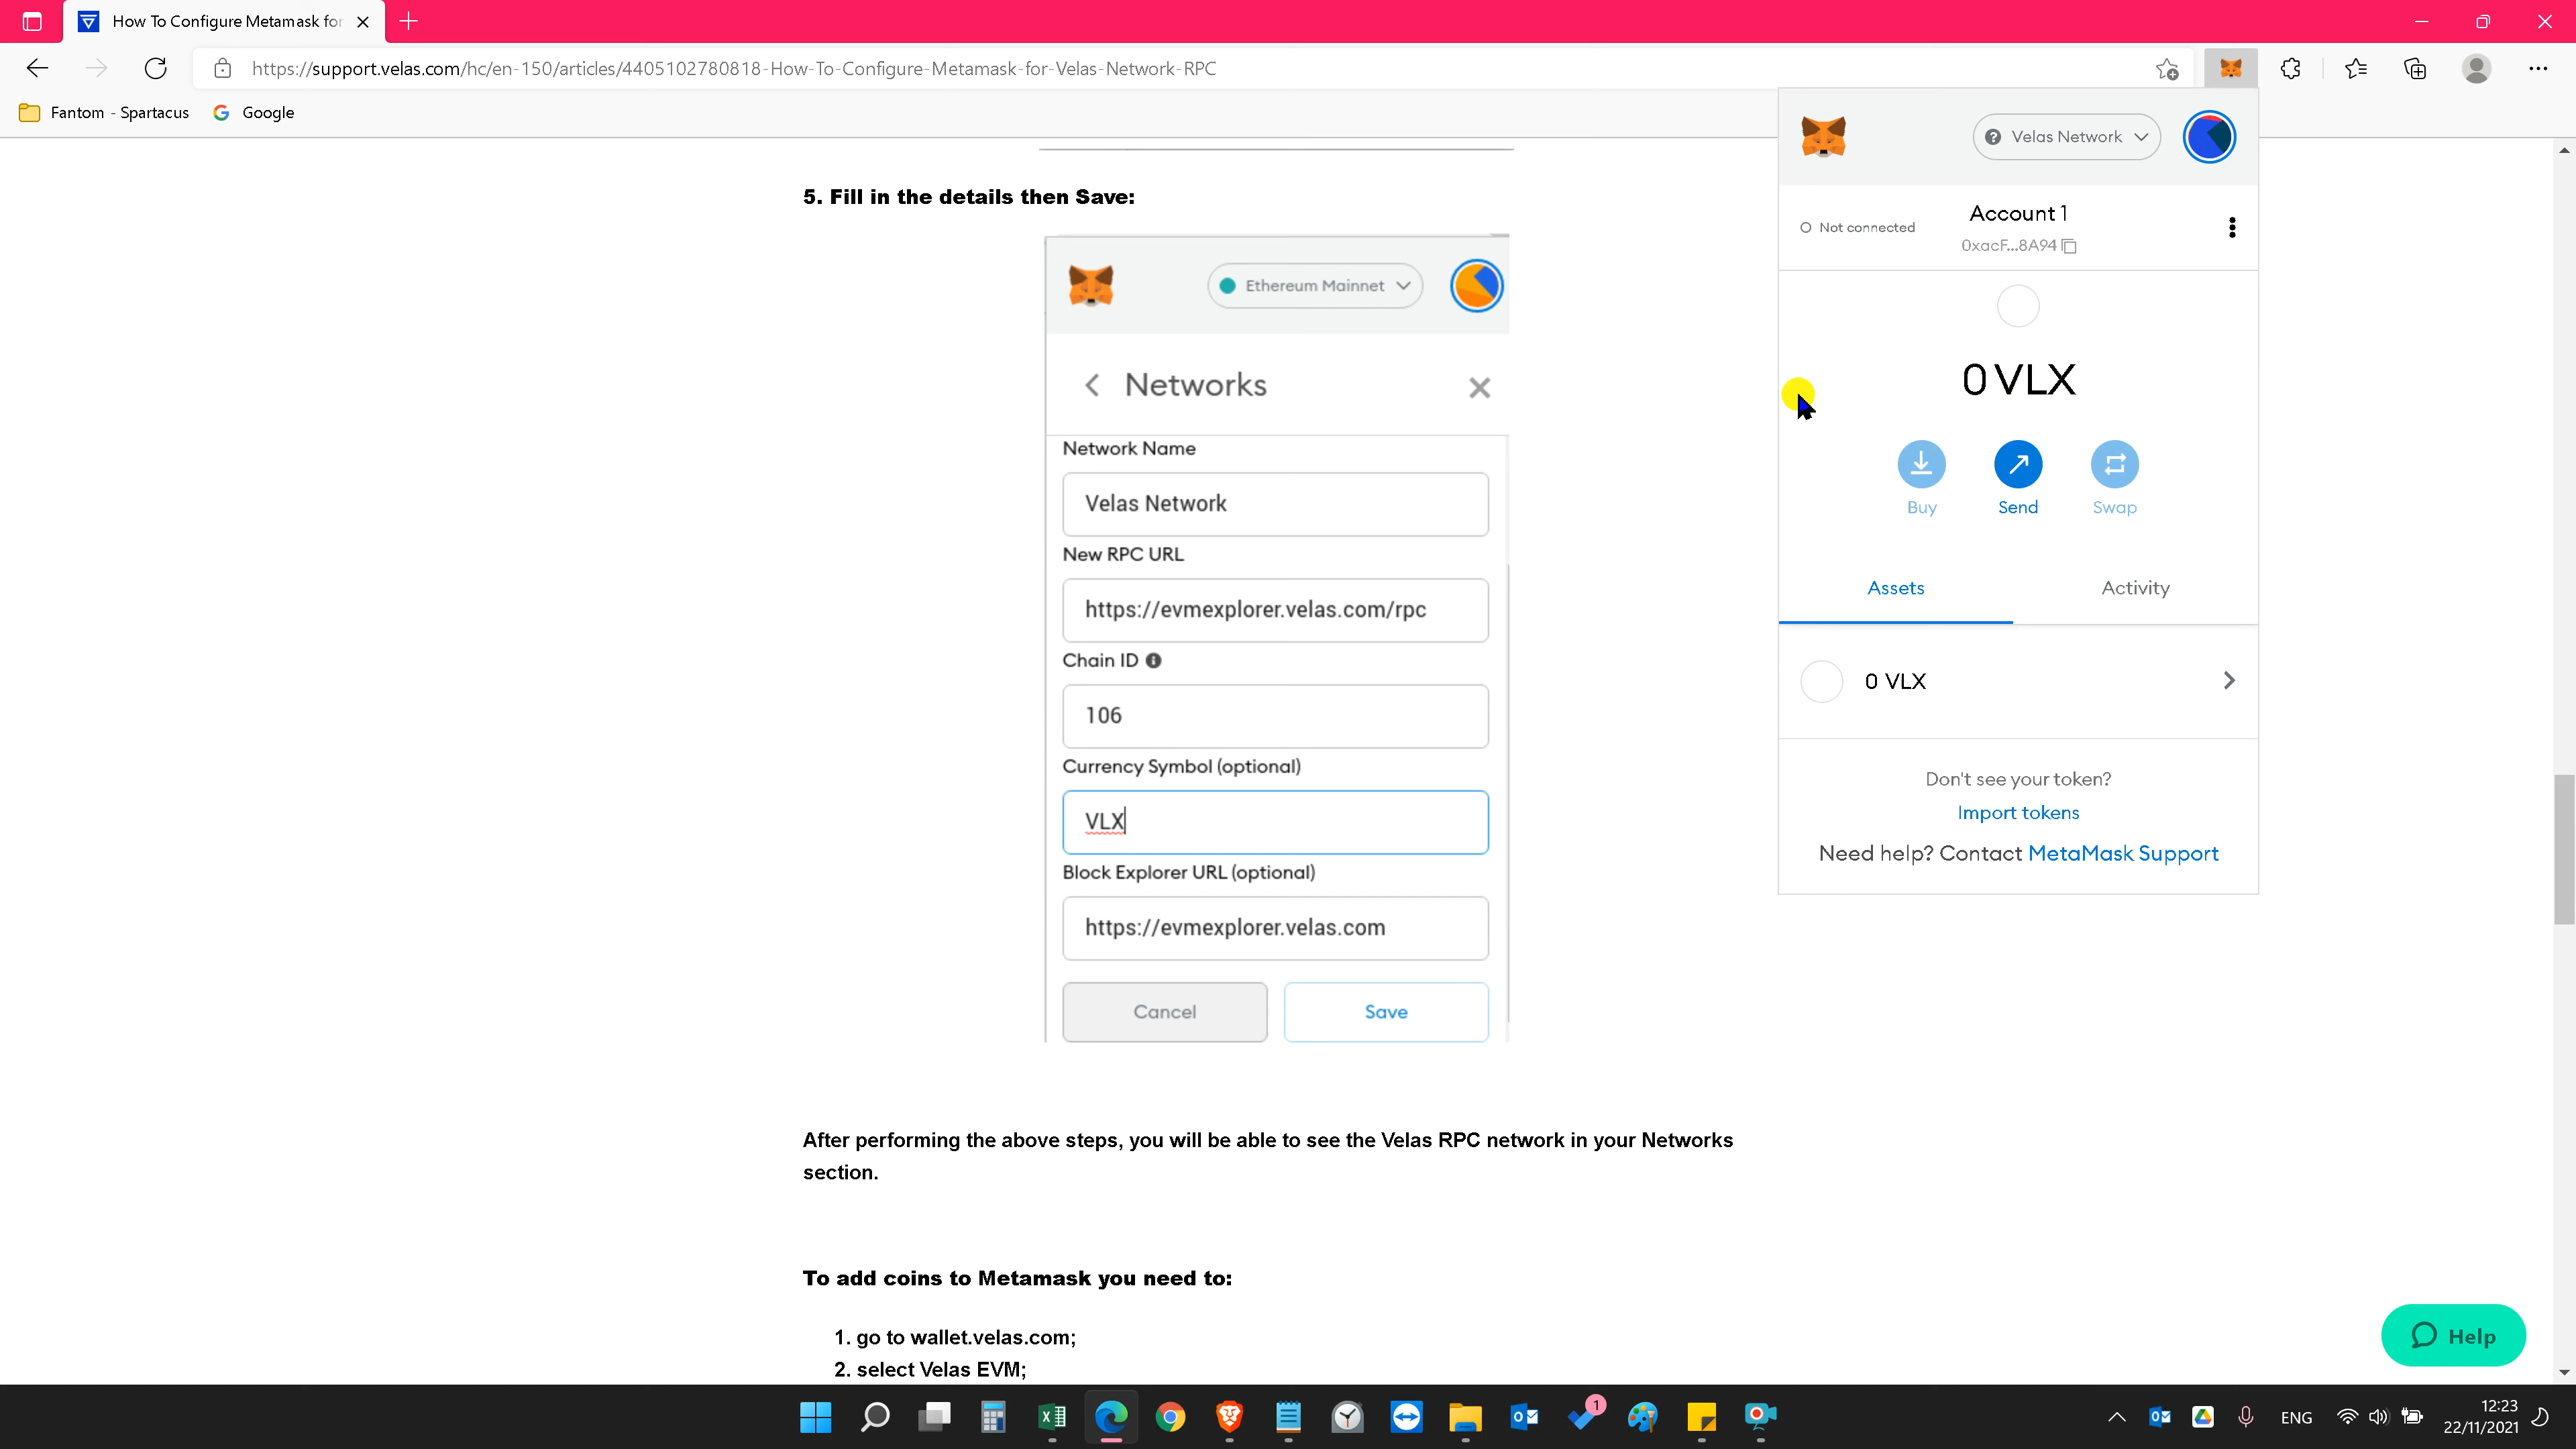 How To Configure Metamask for
https://support.velas.com/hc/en-150/articles/4405102780818-How-To-Configure-Metamask-for-Velas-Network-RPC
Fantom - Spartacus
Google
5. Fill in the details then Save:
Ethereum Mainnet
Networks
Network Name
Velas Network
New RPC URL
https://evmexplorer.velas.com/rpc
Chain ID
106
Currency Symbol (optional)
VLX
Block Explorer URL (optional)
https://evmexplorer.velas.com
Cancel
Save
After performing the above steps, you will be able to see the Velas RPC network in your Networks
section.
To add coins to Metamask you need to:
1. go to wallet.velas.com;
2. select Velas EVM;
Velas Network
Not connected
Account 1
0xacF...8A94
0 VLX
Buy
Send
Swap
Assets
Activity
0 VLX
Don't see your token?
Import tokens
Need help? Contact MetaMask Support
Help
1
ENG
12:23
22/11/2021